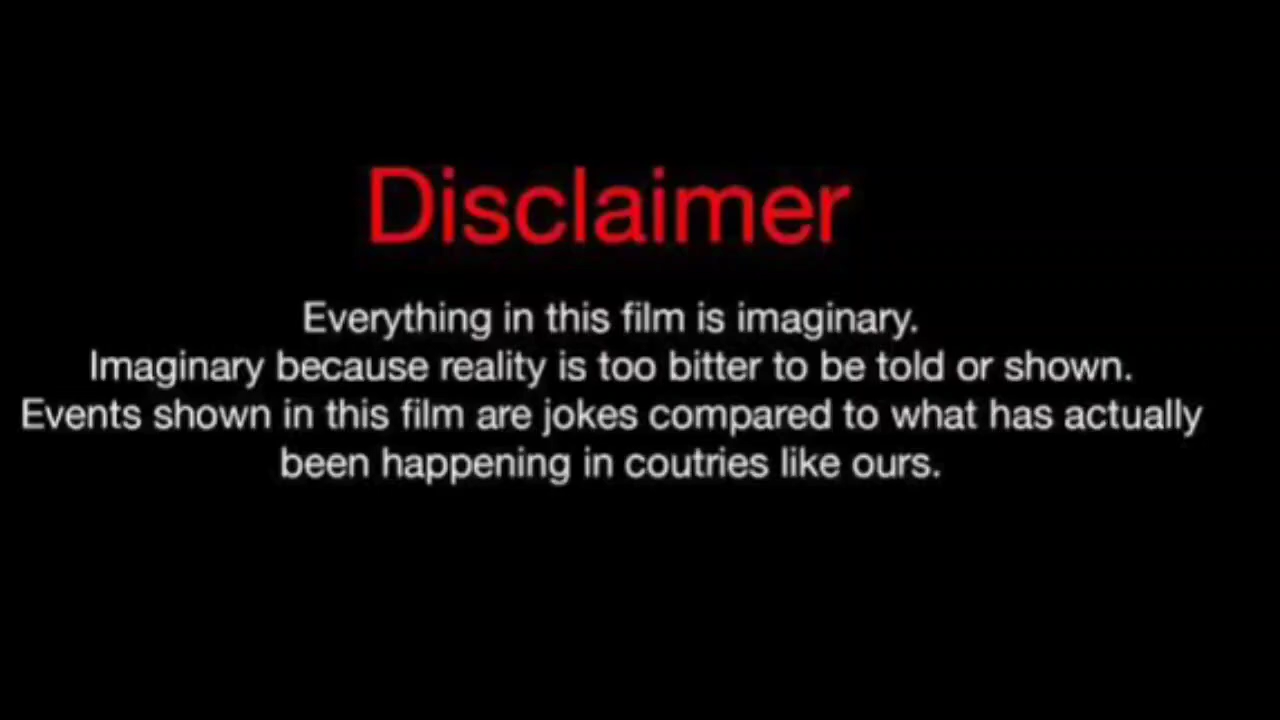 Disclaimer
Everything in this film is imaginary.
Imaginary because reality is too bitter to be told or shown.
Events shown in this film are jokes compared to what has actually
been happening in coutries like ours.